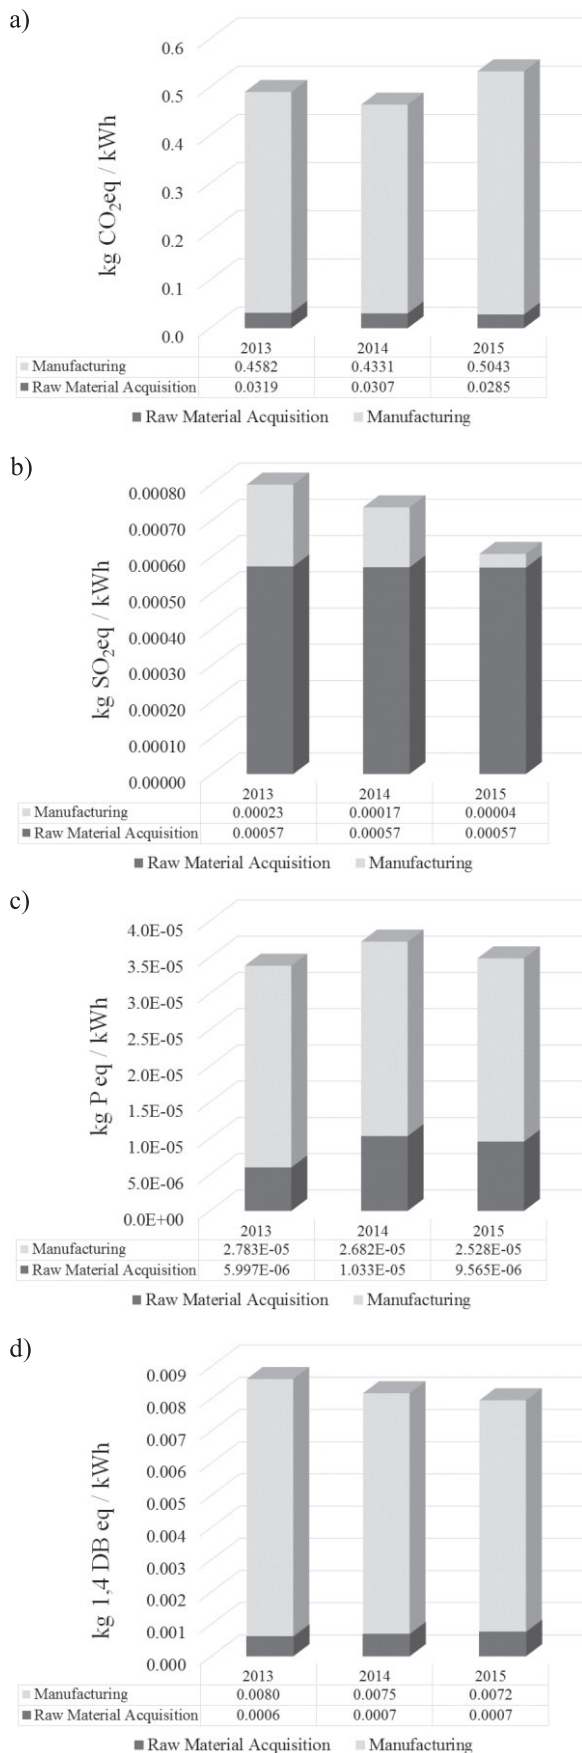 a)
0.6
0.5
0.4
0.3
0.2
0.1
0.0
kg CO₂eq / kWh
2013 2014 2015
Manufacturing 0.4582 0.4331 0.5043
Raw Material Acquisition 0.0319 0.0307 0.0285
Raw Material Acquisition Manufacturing
b)
0.00080
0.00070
0.00060
0.00050
0.00040
0.00030
0.00020
0.00010
0.00000
kg SO₂eq / kWh
2013 2014 2015
Manufacturing 0.00023 0.00017 0.00004
Raw Material Acquisition 0.00057 0.00057 0.00057
Raw Material Acquisition Manufacturing
c)
4.0E-05
3.5E-05
3.0E-05
2.5E-05
2.0E-05
1.5E-05
1.0E-05
5.0E-06
0.0E+00
kg P eq / kWh
2013 2014 2015
Manufacturing 2.783E-05 2.682E-05 2.528E-05
Raw Material Acquisition 5.997E-06 1.033E-05 9.565E-06
Raw Material Acquisition Manufacturing
d)
0.009
0.008
0.007
0.006
0.005
0.004
0.003
0.002
0.001
0.000
kg 1,4 DB eq / kWh
2013 2014 2015
Manufacturing 0.0080 0.0075 0.0072
Raw Material Acquisition 0.0006 0.0007 0.0007
Raw Material Acquisition Manufacturing